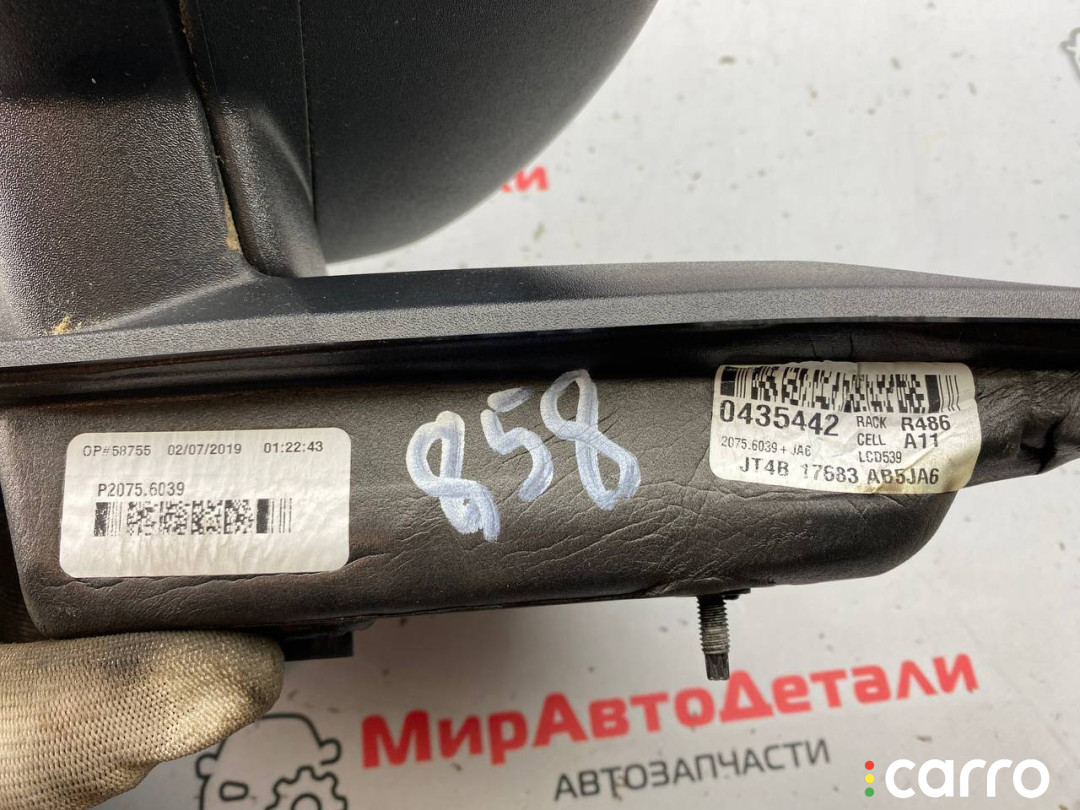 ки
OP#58755 02/07/2019 01:22:43
P2075.6039
858
0435442 RACK R486
CELL A11
2075.6039+JA6 LCD539
JT4B 17683 AB5JA6
МирАвтоДетали
АВТОЗАПЧАСТИ
carro